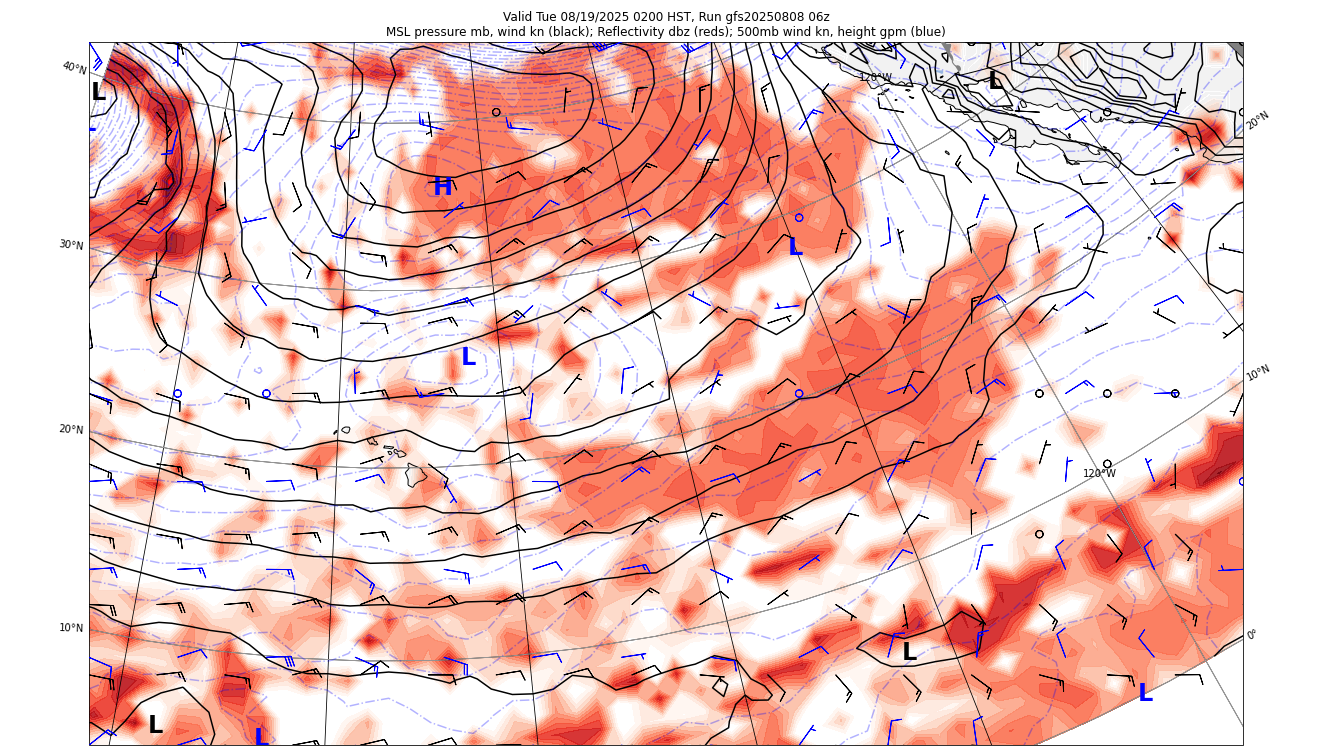 Valid Tue 08/19/2025 0200 HST, Run gfs20250808 06z
MSL pressure mb, wind kn (black); Reflectivity dbz (reds); 500mb wind kn, height gpm (blue)
40°N
120°W
L
L
20°N
H
30°N
L
L
10°N
20°N
120°W
10°N
0°
L
L
L
L